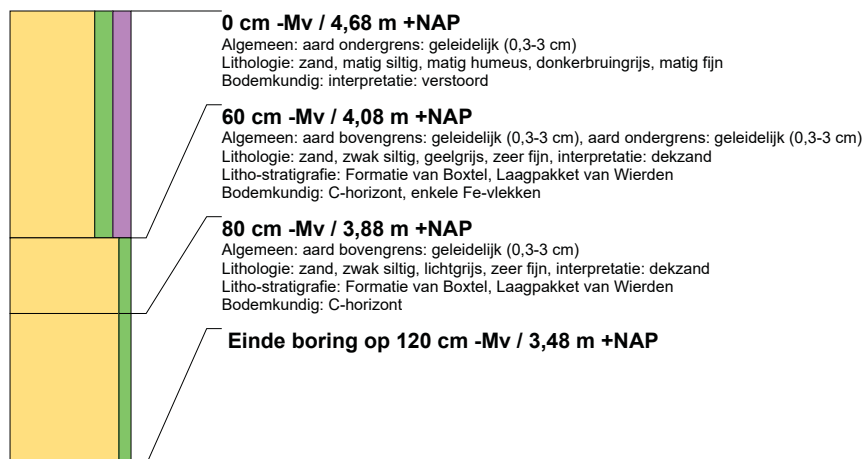 0 cm -Mv / 4,68 m +NAP
Algemeen: aard ondergrens: geleidelijk (0,3-3 cm)
Lithologie: zand, matig siltig, matig humeus, donkerbruingrijs, matig fijn
Bodemkundig: interpretatie: verstoord
60 cm -Mv / 4,08 m +NAP
Algemeen: aard bovengrens: geleidelijk (0,3-3 cm), aard ondergrens: geleidelijk (0,3-3 cm)
Lithologie: zand, zwak siltig, geelgrijs, zeer fijn, interpretatie: dekzand
Litho-stratigrafie: Formatie van Boxtel, Laagpakket van Wierden
Bodemkundig: C-horizont, enkele Fe-vlekken
80 cm -Mv / 3,88 m +NAP
Algemeen: aard bovengrens: geleidelijk (0,3-3 cm)
Lithologie: zand, zwak siltig, lichtgrijs, zeer fijn, interpretatie: dekzand
Litho-stratigrafie: Formatie van Boxtel, Laagpakket van Wierden
Bodemkundig: C-horizont
Einde boring op 120 cm -Mv / 3,48 m +NAP